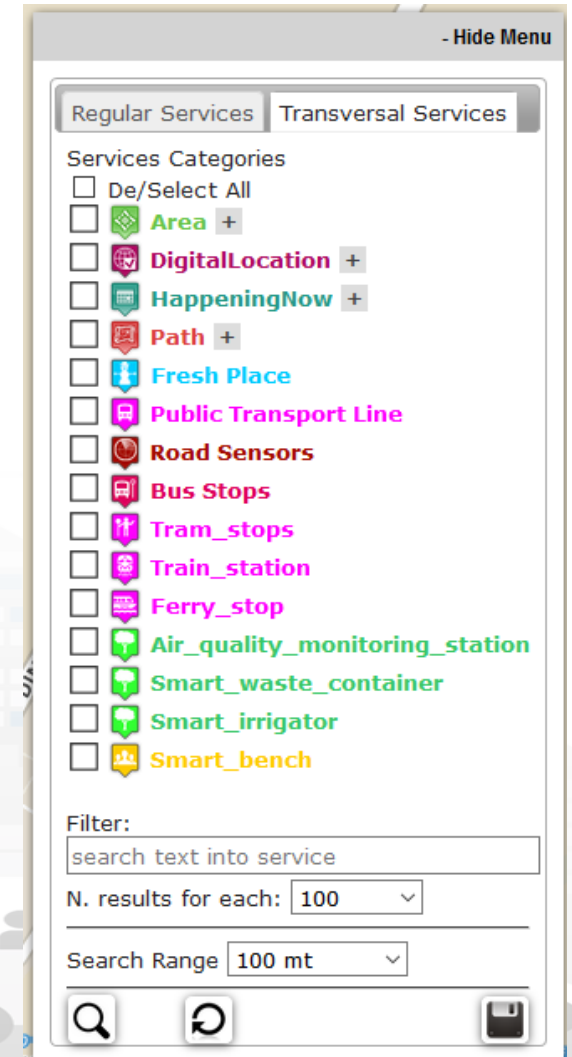 - Hide Menu
Regular Services Transversal Services
Services Categories
De/Select All
Area +
DigitalLocation +
HappeningNow +
Path +
Fresh Place
Public Transport Line
Road Sensors
Bus Stops
Tram_stops
Train_station
Ferry_stop
Air_quality_monitoring_station
Smart_waste_container
Smart_irrigator
Smart_bench
Filter:
search text into service
N. results for each: 100
Search Range 100 mt